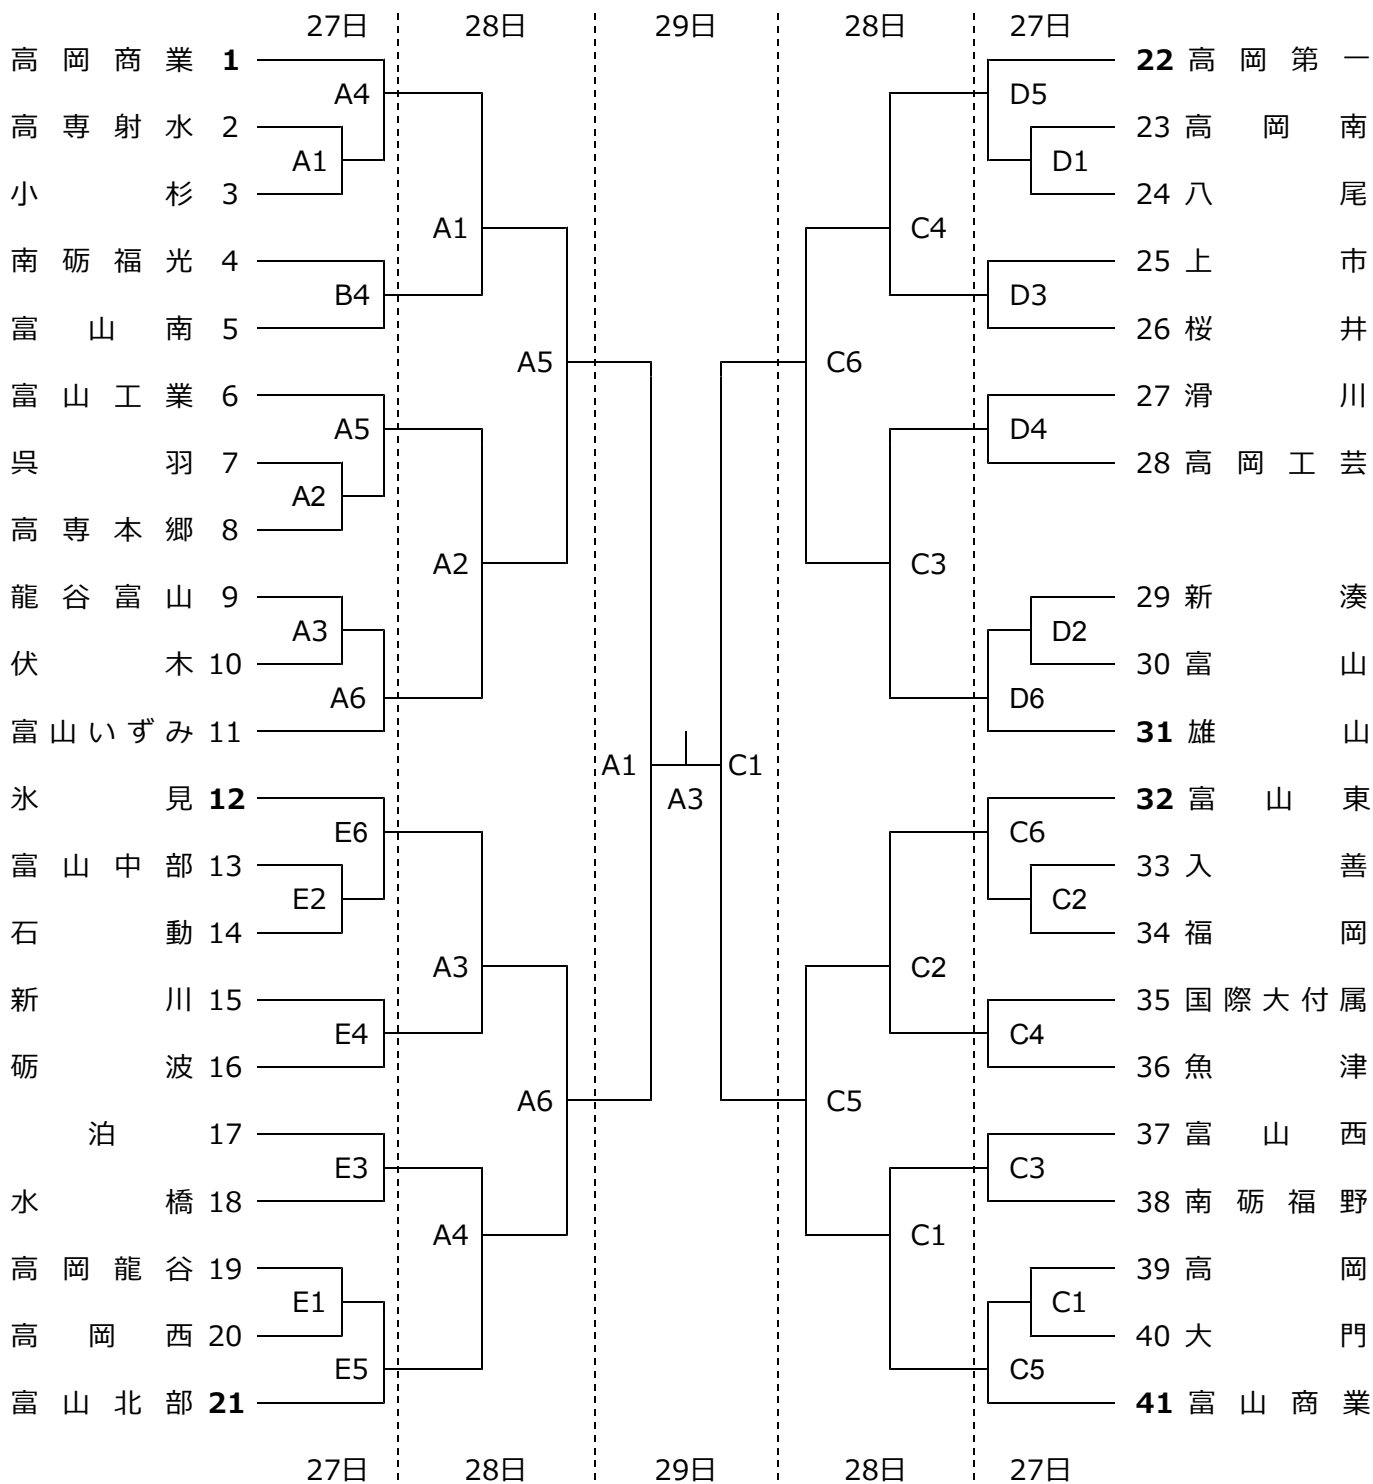 27日 28日 29日 28日 27日
高岡商業 1
A4
高専射水 2
A1
小杉 3
A1
南砺福光 4
B4
富山南 5
A5
富山工業 6
A5
呉羽 7
A2
高専本郷 8
A2
龍谷富山 9
A3
伏木 10
A6
富山いずみ 11
A1
氷見 12
E6
富山中部 13
E2
石動 14
A3
新川 15
E4
砺波 16
A6
泊 17
E3
水橋 18
A4
高岡龍谷 19
E1
高岡西 20
E5
富山北部 21
A3
22 高岡第一
D5
23 高岡南
D1
24 八尾
C4
25 上市
D3
26 桜井
C6
27 滑川
D4
28 高岡工芸
C3
29 新湊
D2
30 富山
D6
31 雄山
C1
32 富山東
C6
33 入善
C2
34 福岡
C2
35 国際大付属
C4
36 魚津
C5
37 富山西
C3
38 南砺福野
C1
39 高岡
C1
40 大門
C5
41 富山商業
27日 28日 29日 28日 27日